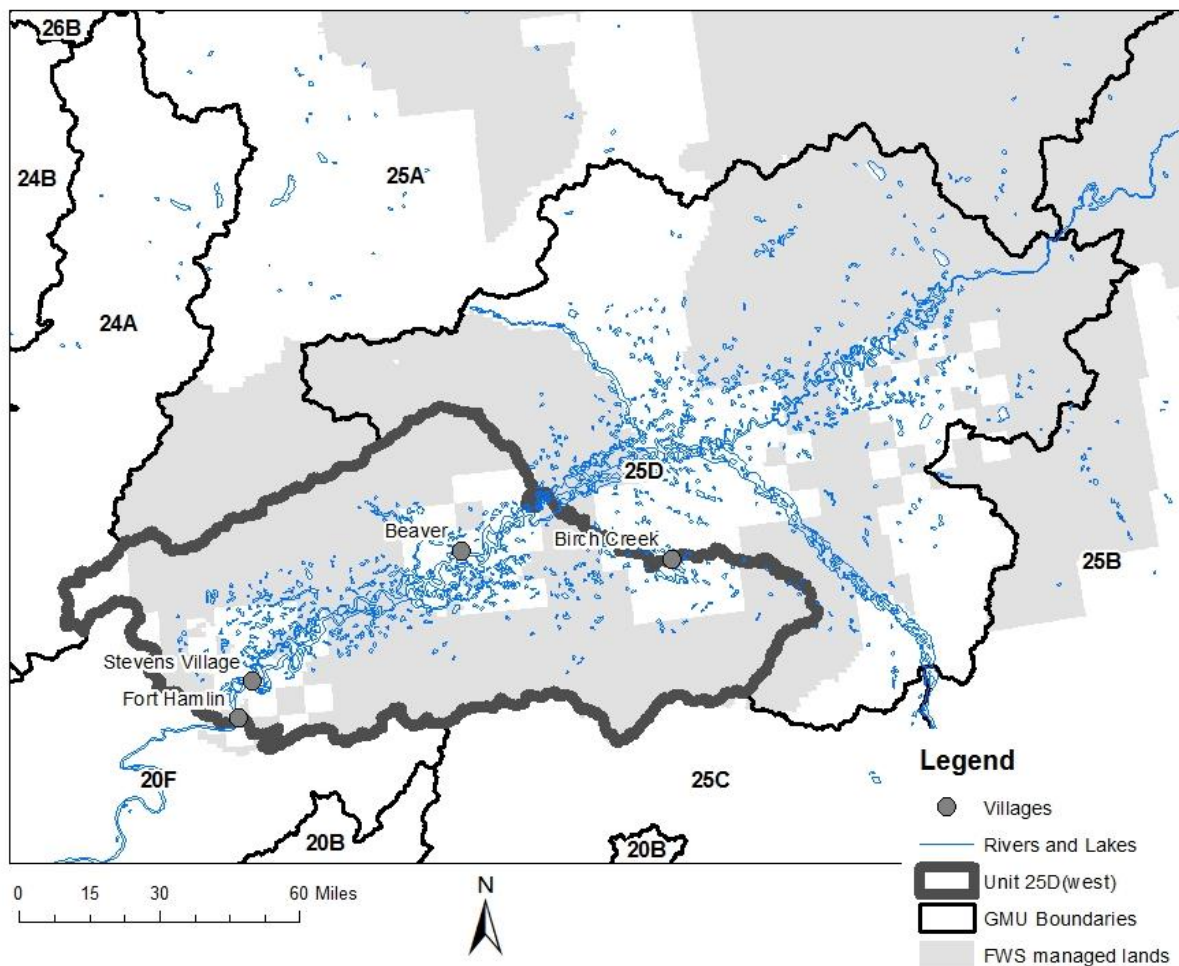 26B
24B
25A
24A
25D
Beaver
Birch Creek
25B
Stevens Village
Fort Hamlin
20F
25C
20B
20B
Legend
Villages
Rivers and Lakes
Unit 25D(west)
GMU Boundaries
FWS managed lands
0 15 30 60 Miles
N